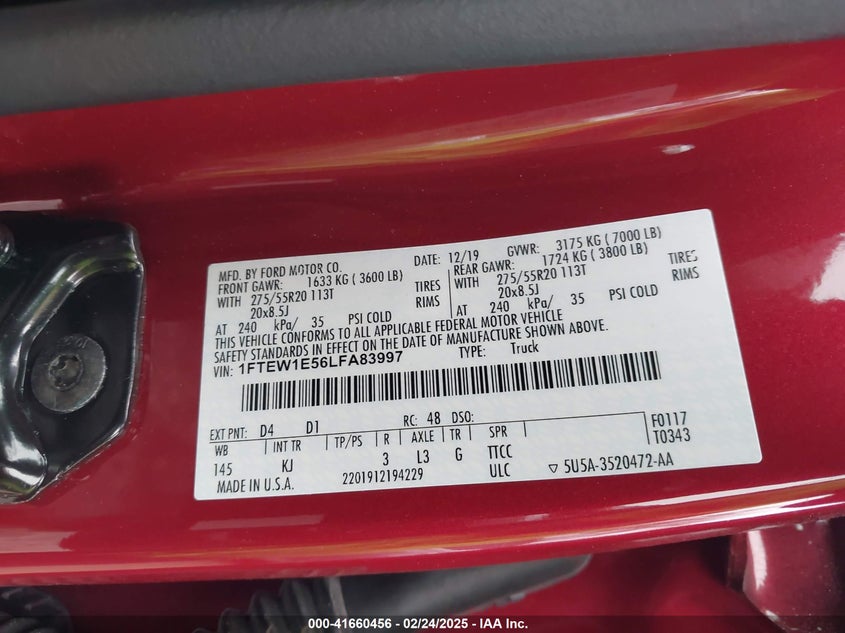 MFD. BY FORD MOTOR CO. DATE: 12/19 GVWR: 3175 KG ( 7000 LB)
FRONT GAWR: 1633 KG ( 3600 LB) REAR GAWR: 1724 KG ( 3800 LB)
WITH 275/55R20 113T TIRES WITH 275/55R20 113T TIRES
20x8.5J RIMS 20x8.5J RIMS
AT 240 kPa/ 35 PSI COLD AT 240 kPa/ 35 PSI COLD
THIS VEHICLE CONFORMS TO ALL APPLICABLE FEDERAL MOTOR VEHICLE
SAFETY STANDARDS IN EFFECT ON THE DATE OF MANUFACTURE SHOWN ABOVE.
VIN: 1FTEW1E56LFA83997 TYPE: Truck
EXT PNT: D4 D1 RC: 48 DSO: F0117
WB INT TR TP/PS R AXLE TR SPR T0343
145 KJ 3 L3 G TTCC
MADE IN U.S.A. 2201912194229 ULC ▽ 5U5A-3520472-AA
000-41660456 - 02/24/2025 - IAA Inc.